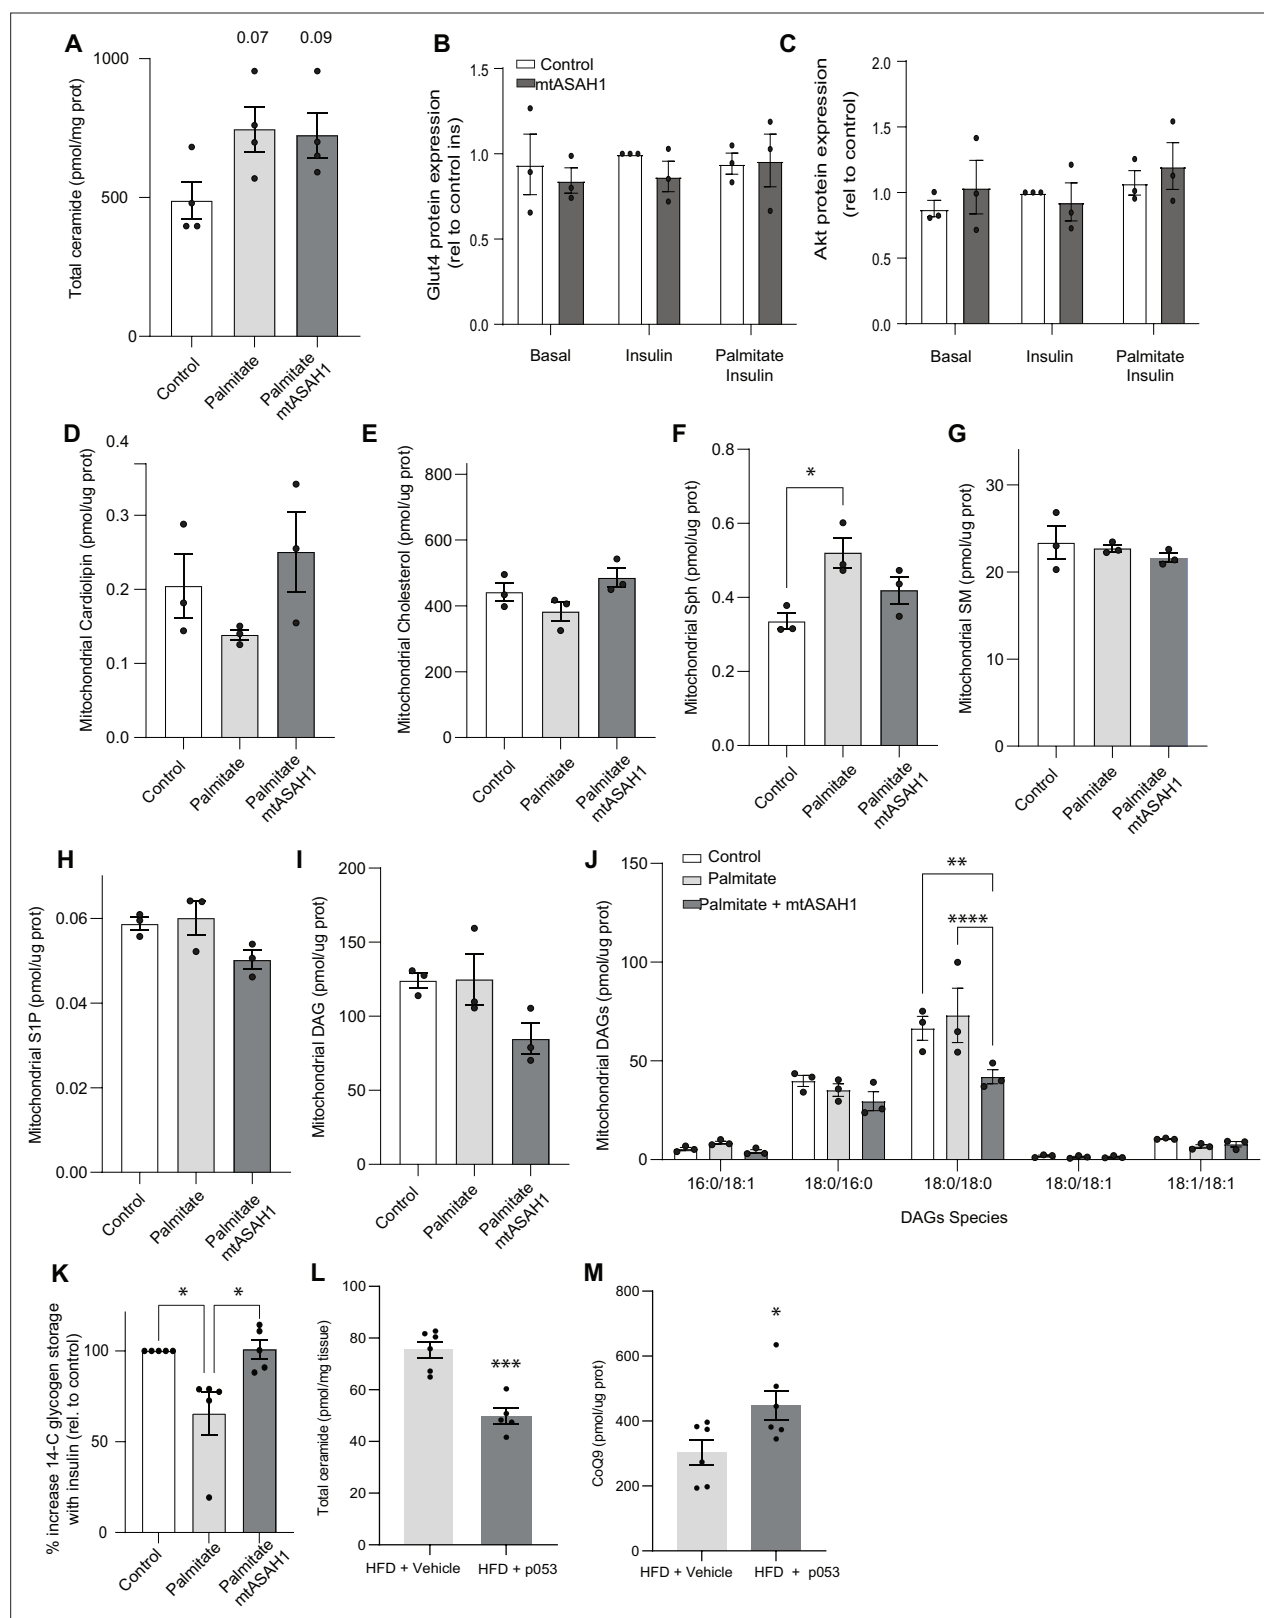 A
Total ceramide (pmol/mg prot)
1000
500
0
0.07
0.09
Control
Palmitate
Palmitate
mtASAH1
B
Glut4 protein expression
(rel to control ins)
1.5
1.0
0.5
0.0
Control
mtASAH1
Basal
Insulin
Palmitate
Insulin
C
Akt protein expression
(rel to control)
2.0
1.5
1.0
0.5
0.0
Basal
Insulin
Palmitate
Insulin
D
Mitochondrial Cardiolipin (pmol/ug prot)
0.4
0.3
0.2
0.1
0.0
Control
Palmitate
Palmitate
mtASAH1
E
Mitochondrial Cholesterol (pmol/ug prot)
800
600
400
200
0
Control
Palmitate
Palmitate
mtASAH1
F
Mitochondrial Sph (pmol/ug prot)
0.8
0.6
0.4
0.2
0.0
*
Control
Palmitate
Palmitate
mtASAH1
G
Mitochondrial SM (pmol/ug prot)
30
20
10
0
Control
Palmitate
Palmitate
mtASAH1
H
Mitochondrial S1P (pmol/ug prot)
0.06
0.04
0.02
0.00
Control
Palmitate
Palmitate
mtASAH1
I
Mitochondrial DAG (pmol/ug prot)
200
150
100
50
0
Control
Palmitate
Palmitate
mtASAH1
J
Mitochondrial DAGs (pmol/ug prot)
150
100
50
0
Control
Palmitate
Palmitate + mtASAH1
**
****
16:0/18:1
18:0/16:0
18:0/18:0
18:0/18:1
18:1/18:1
DAGs Species
K
% increase 14-C glycogen storage
with insulin (rel. to control)
100
50
0
*
*
Control
Palmitate
Palmitate
mtASAH1
L
Total ceramide (pmol/mg tissue)
100
80
60
40
20
0
***
HFD + Vehicle
HFD + p053
M
CoQ9 (pmol/ug prot)
800
600
400
200
0
*
HFD + Vehicle
HFD + p053